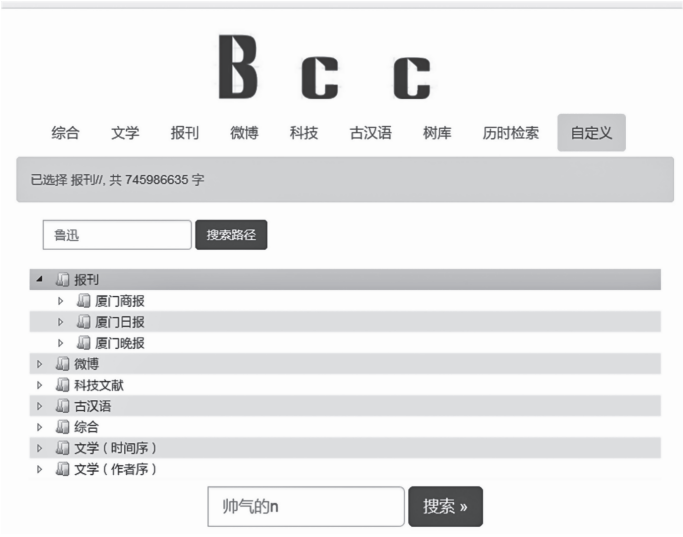 Bcc
综合 文学 报刊 微博 科技 古汉语 树库 历时检索 自定义
已选择 报刊//, 共 745986635 字
鲁迅 搜索路径
报刊
厦门商报
厦门日报
厦门晚报
微博
科技文献
古汉语
综合
文学（时间序）
文学（作者序）
帅气的n 搜索 »